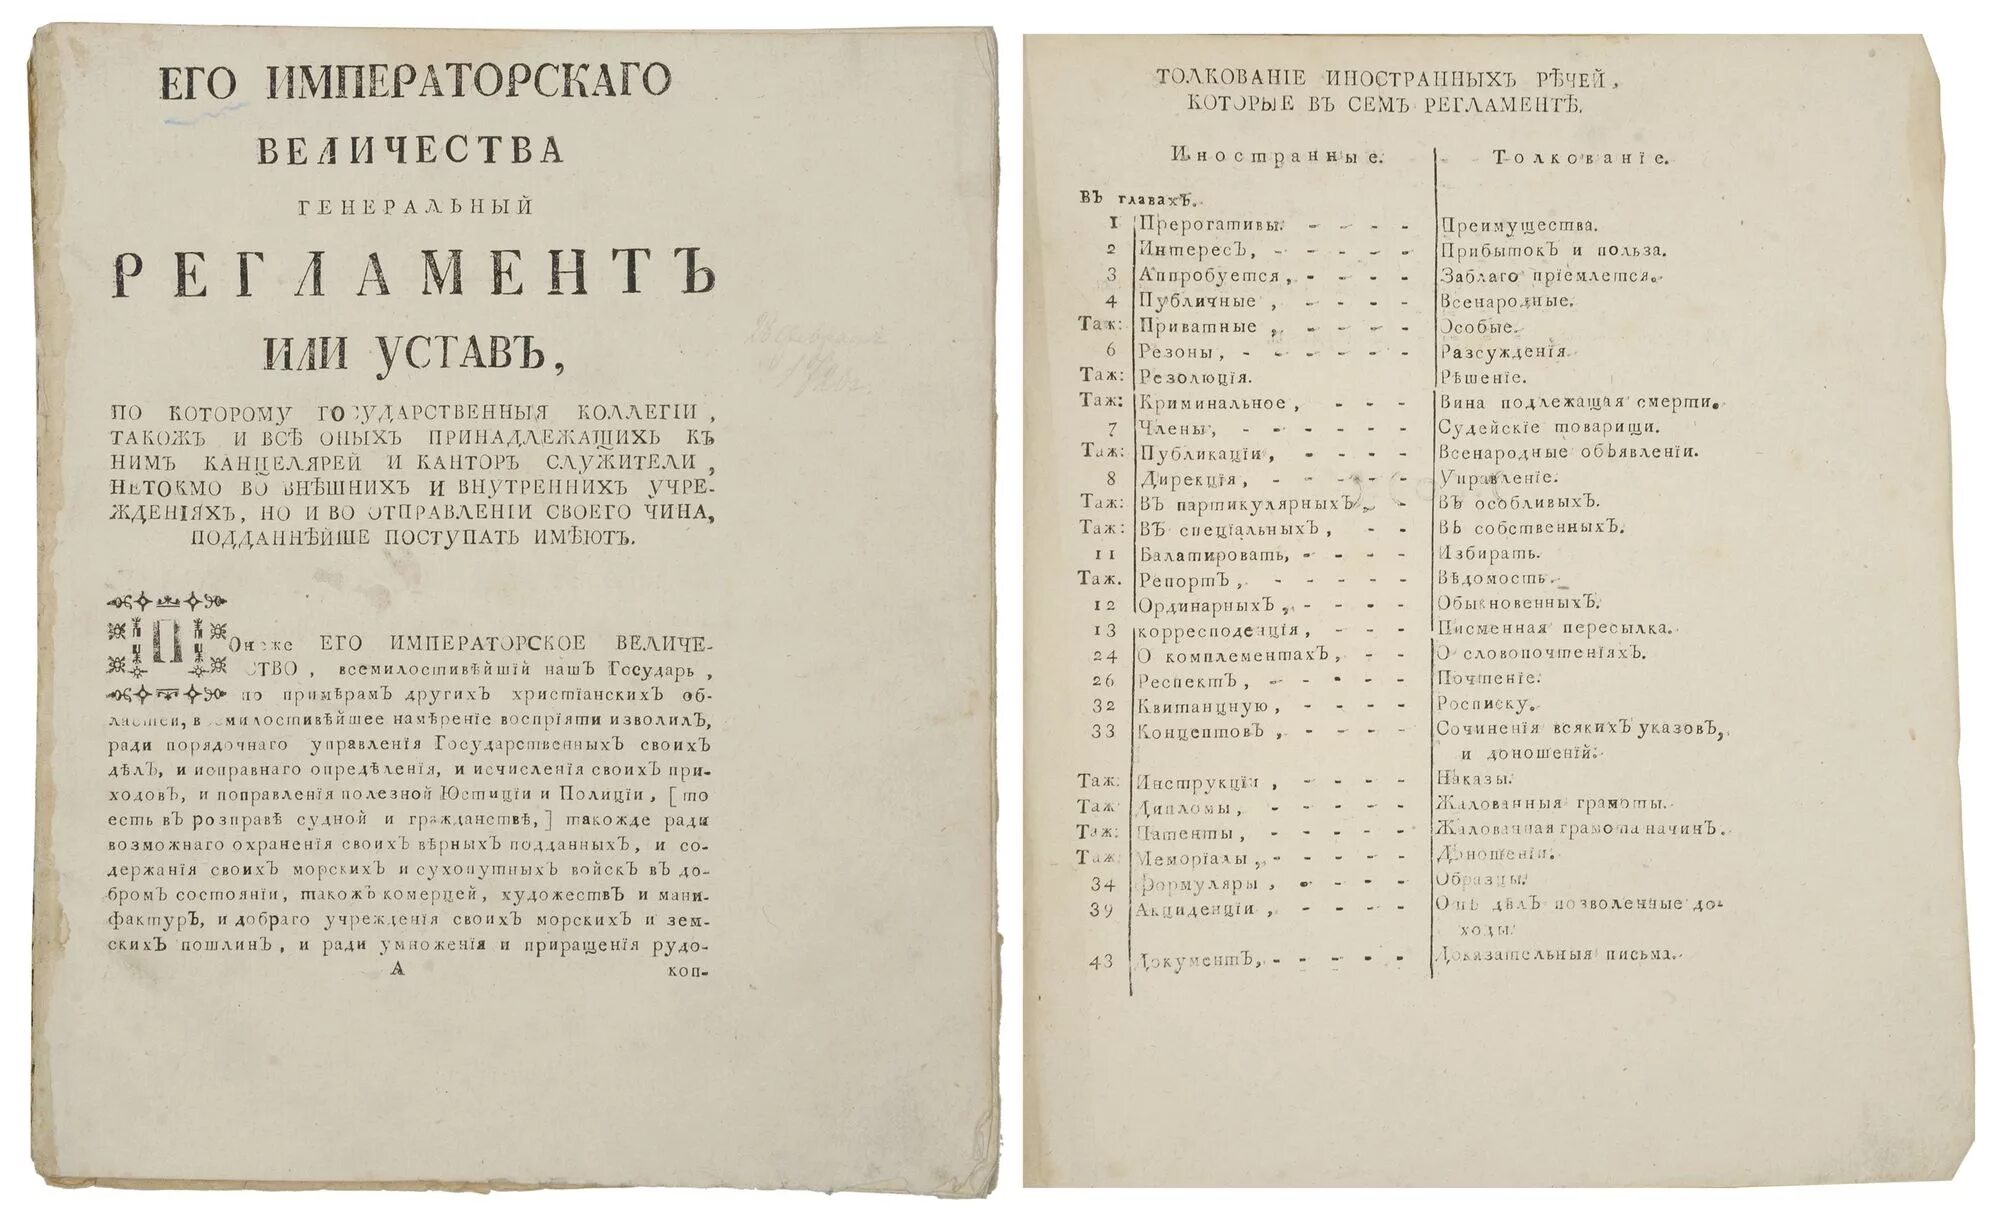 ЕГО ИМПЕРАТОРСКАГО
ВЕЛИЧЕСТВА
ГЕНЕРАЛЬНЫЙ
РЕГЛАМЕНТЪ
ИЛИ УСТАВЪ,
ПО КОТОРОМУ ГОСУДАРСТВЕННЫЯ КОЛЛЕГІИ,
ТАКОЖЪ И ВСѢ ОНЫХЪ ПРИНАДЛЕЖАЩИХЬ КЪ
НИМЪ КАНЦЕЛЯРЕЙ И КАНТОРЪ СЛУЖИТЕЛИ,
НЕТОКМО ВО ВНѢШНИХЪ И ВНУТРЕННИХЪ УЧРЕ-
ЖДЕНІЯХЪ, НО И ВО ОТПРАВЛЕНІИ СВОЕГО ЧИНА,
ПОДДАННѢЙШЕ ПОСТУПАТЬ ИМѢЮТЪ.
ПОнеже ЕГО ИМПЕРАТОРСКОЕ ВЕЛИЧЕ-
СТВО, всемилостивѣйшій нашЪ Государь,
по примѣрамЪ другихЪ христіанскихЪ об-
ластей, всемилостивѣйшее намѣреніе воспріяти изволилЪ,
ради порядочнаго управленія ГосударственныхЪ своихЪ
дѣлЪ, и исправнаго опредѣленія, и исчисленія своихЪ при-
ходовЪ, и поправленія полезной Юстиціи и Полиціи, [то
есть вЪ розправѣ судной и гражданствѣ,] такожде ради
возможнаго охраненія своихЪ вѣрныхЪ подданныхЪ, и со-
держанія своихЪ морскихЪ и сухопутныхЪ войскЪ вЪ до-
бромЪ состояніи, такожЪ комерцей, художествЪ и мани-
фактурЪ, и добраго учрежденія своихЪ морскихЪ и зем-
скихЪ пошлинЪ, и ради умноженія и приращенія рудо-
А коп-
ТОЛКОВАНІЕ ИНОСТРАННЫХЪ РѢЧЕЙ,
КОТОРЫЕ ВЪ СЕМЪ РЕГЛАМЕНТѢ.
Иностранные. Толкованіе.
ВЪ главахЪ.
1 Прерогативы. - - - - Преимущества.
2 ИнтересЪ, - - - - - ПрибытокЪ и польза.
3 Аппробуется, - - - - Заблаго пріемлется.
4 Публичные, - - - - Всенародные.
Таж: Приватные, - - - - Особые.
6 Резоны, - - - - - - Разсужденія.
Таж: Резолюція. Рѣшеніе.
Таж: Криминальное, - - - Вина подлежащая смерти.
7 Члены, - - - - - - Судейскіе товарищи.
Таж: Публикаціи, - - - - Всенародные обЬявленіи.
8 Дирекція, - - - - - Управленіе.
Таж: ВЪ партикулярныхЪ, - ВЪ особливыхЪ.
Таж: ВЪ спеціальныхЪ, - - ВЬ собственныхЪ.
11 Балатировать, - - - - Избирать.
Таж. РепортЪ, - - - - - Вѣдомость.
12 ОрдинарныхЪ, - - - - ОбыкновенныхЪ.
13 корресподенція, - - - Писменная пересылка.
24 О комплементахЪ, - - О словопочтеніяхЪ.
26 РеспектЪ, - - - - - Почтеніе.
32 Квитанцную, - - - - Росписку.
33 КонцептовЪ, - - - - Сочиненія всякихЪ указовЪ,
и доношеній.
Таж: Инструкціи, - - - - Наказы.
Таж: Дипломы, - - - - - Жалованныя грамоты.
Таж: Патенты, - - - - - Жалованная грамота начинЪ.
Таж: Меморіалы, - - - - - Доношеніи.
34 Формуляры, - - - - Образцы.
39 Акциденціи, - - - - Отъ дѣлЪ позволенные до-
ходы.
43 ДокументЪ, - - - - - Доказательныя письма.